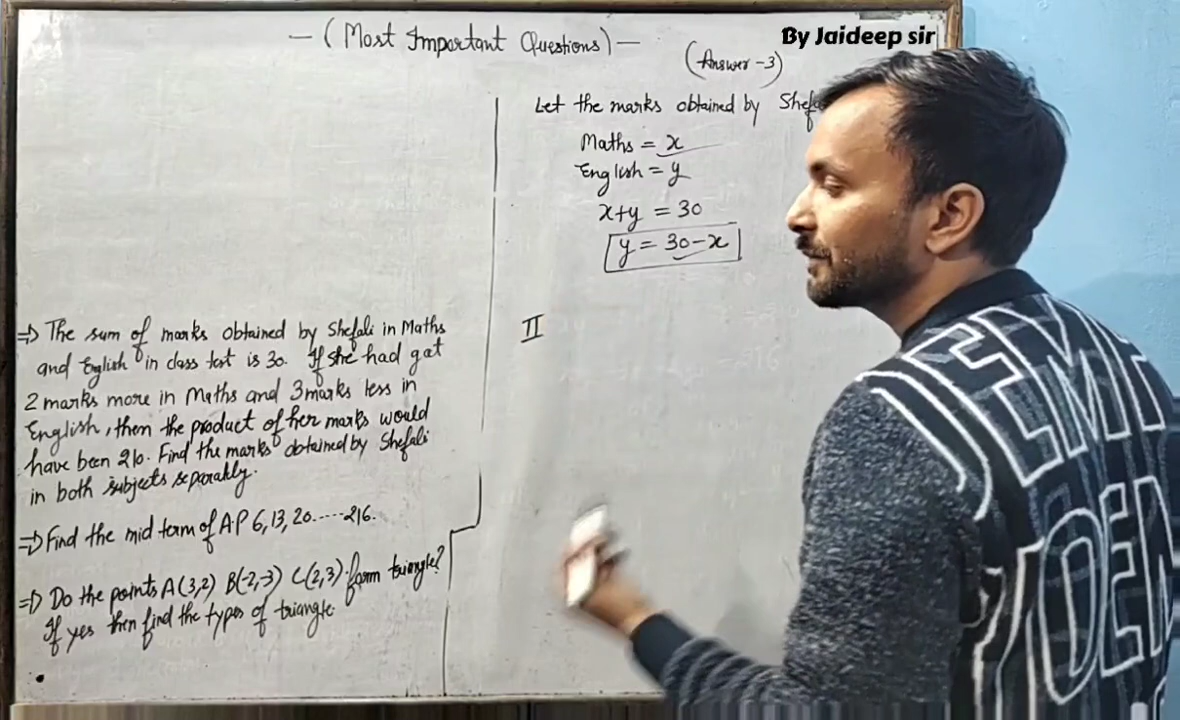 — (Most Important Questions) —
By Jaideep sir
⇒ The sum of marks obtained by Shefali in Maths
and English in class test is 30. If she had got
2 marks more in Maths and 3 marks less in
English, then the product of her marks would
have been 210. Find the marks obtained by Shefali
in both subjects separably.
⇒ Find the mid term of A.P 6, 13, 20.....216.
⇒ Do the points A(3,2) B(-2,-3) C(2,3) form triangle?
If yes then find the types of triangle.
(Answer -3)
Let the marks obtained by
Maths = x
English = y
x+y = 30
y = 30-x
II